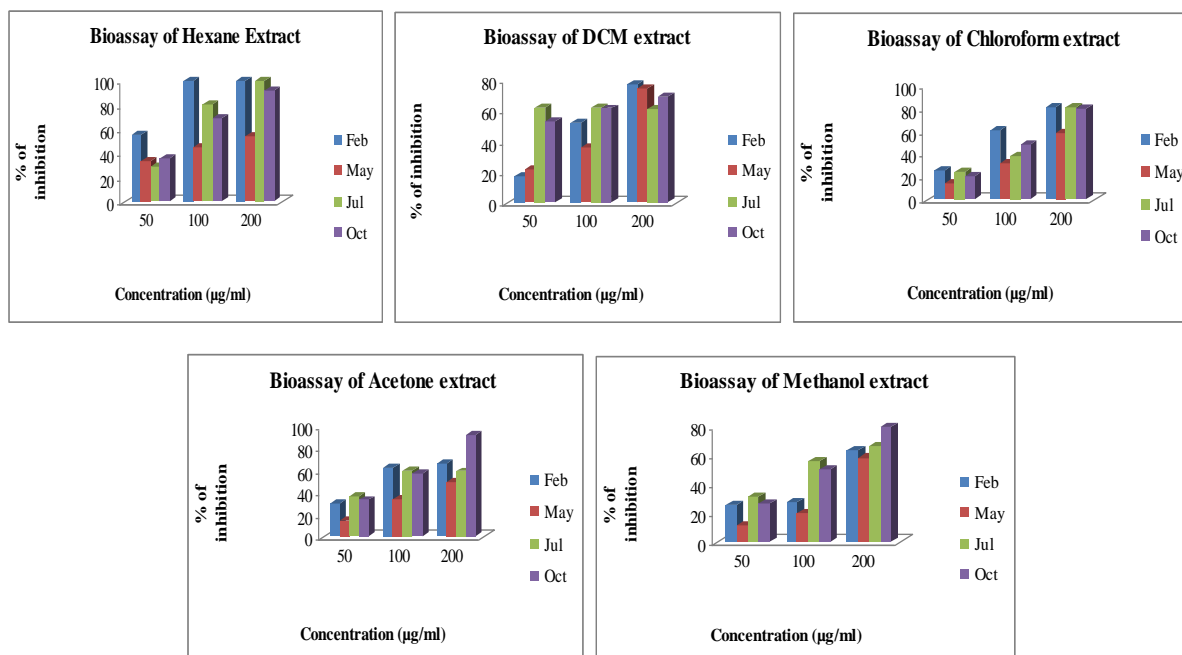 Bioassay of Hexane Extract
% of
inhibition
100
80
60
40
20
0
50 100 200
Feb
May
Jul
Oct
Concentration (µg/ml)
Bioassay of DCM extract
% of inhibition
80
60
40
20
0
50 100 200
Feb
May
Jul
Oct
Concentration (µg/ml)
Bioassay of Chloroform extract
% of
inhibition
100
80
60
40
20
0
50 100 200
Feb
May
Jul
Oct
Concentration (µg/ml)
Bioassay of Acetone extract
% of
inhibition
100
80
60
40
20
0
50 100 200
Feb
May
Jul
Oct
Concentration (µg/ml)
Bioassay of Methanol extract
% of
inhibition
80
60
40
20
0
50 100 200
Feb
May
Jul
Oct
Concentration (µg/ml)